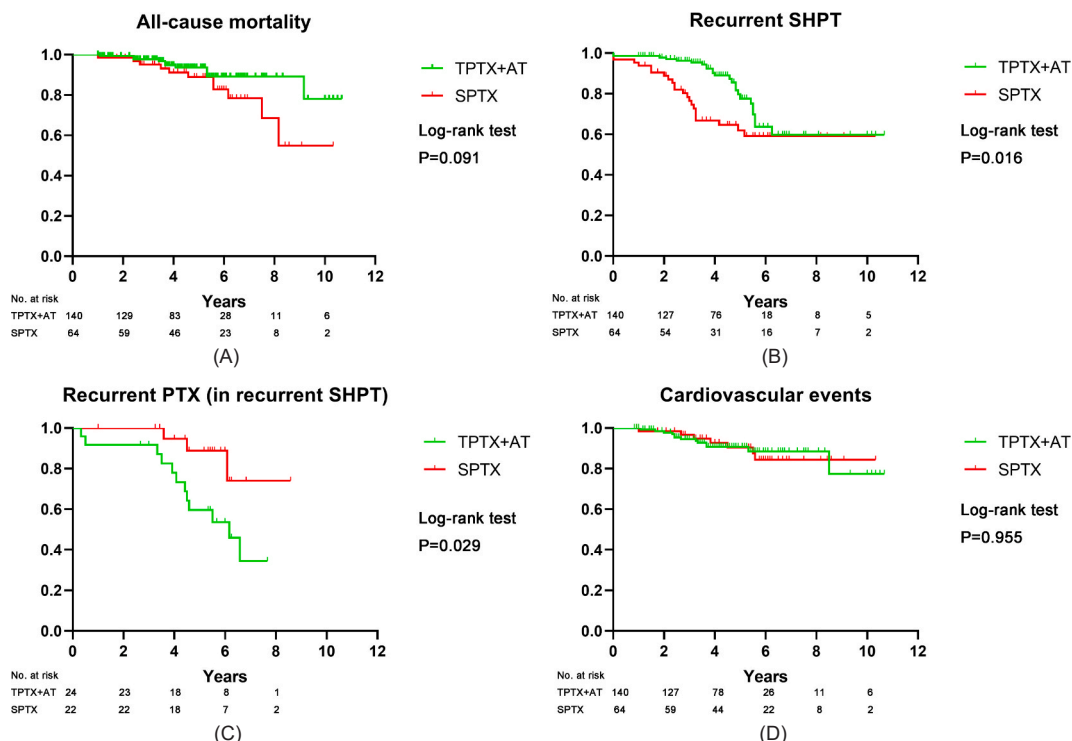 All-cause mortality
1.0
0.8
0.6
0.4
0.2
0.0
0 2 4 6 8 10 12
Years
TPTX+AT
SPTX
Log-rank test
P=0.091
No. at risk
TPTX+AT 140 129 83 28 11 6
SPTX 64 59 46 23 8 2
(A)
Recurrent SHPT
1.0
0.8
0.6
0.4
0.2
0.0
0 2 4 6 8 10 12
Years
TPTX+AT
SPTX
Log-rank test
P=0.016
No. at risk
TPTX+AT 140 127 76 18 8 5
SPTX 64 54 31 16 7 2
(B)
Recurrent PTX (in recurrent SHPT)
1.0
0.8
0.6
0.4
0.2
0.0
0 2 4 6 8 10 12
Years
TPTX+AT
SPTX
Log-rank test
P=0.029
No. at risk
TPTX+AT 24 23 18 8 1
SPTX 22 22 18 7 2
(C)
Cardiovascular events
1.0
0.8
0.6
0.4
0.2
0.0
0 2 4 6 8 10 12
Years
TPTX+AT
SPTX
Log-rank test
P=0.955
No. at risk
TPTX+AT 140 127 78 26 11 6
SPTX 64 59 44 22 8 2
(D)